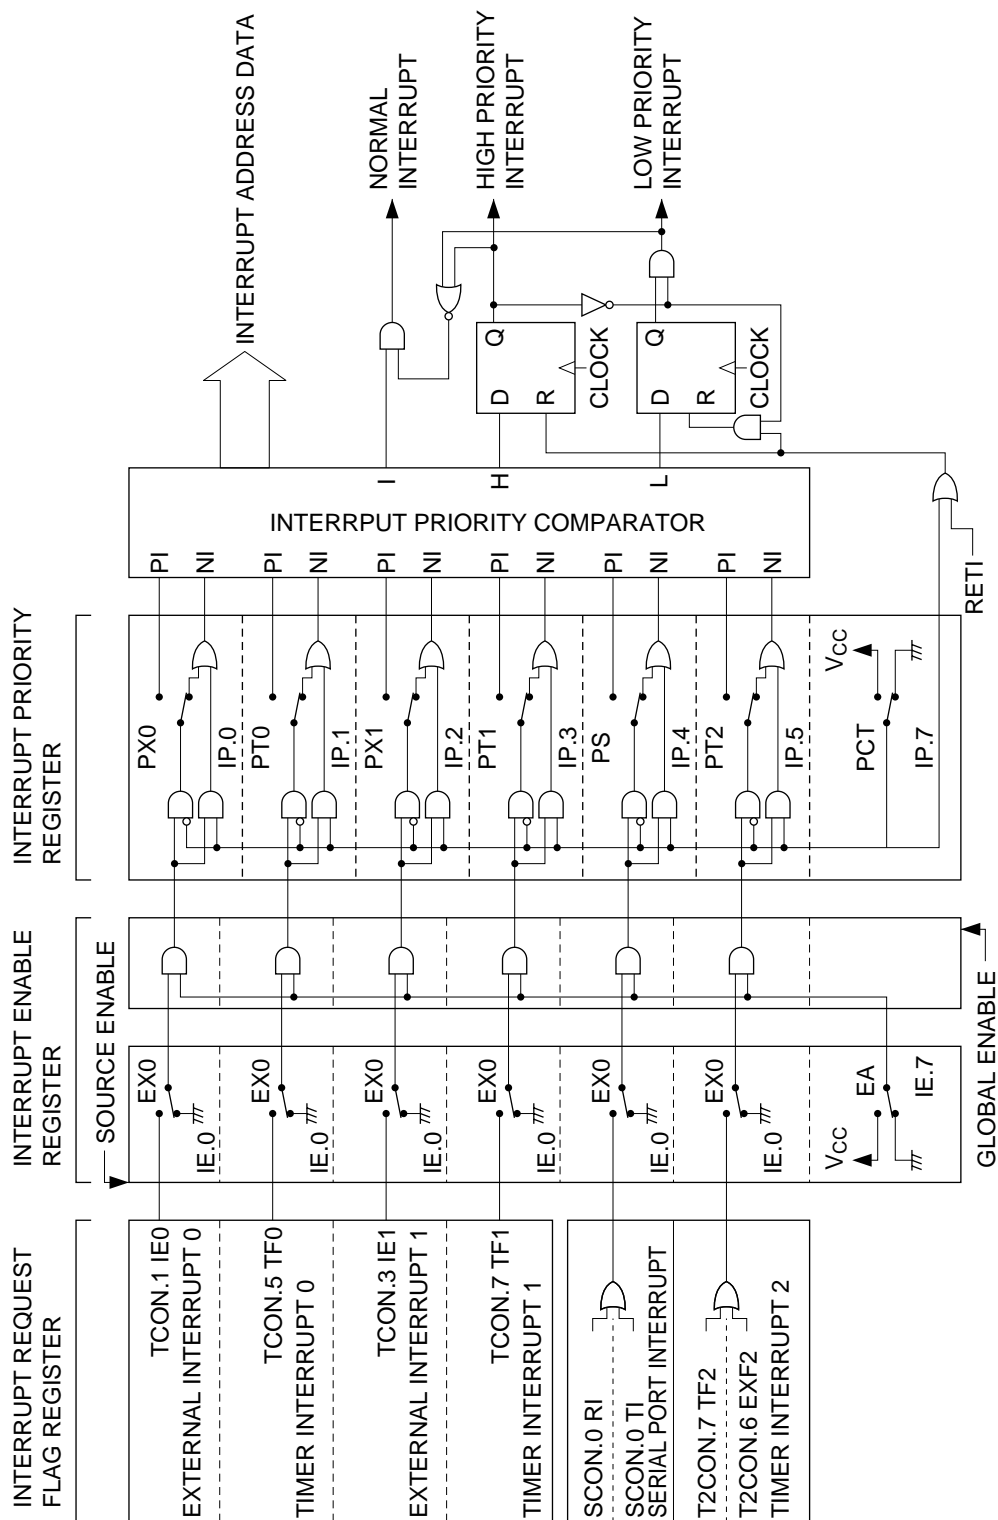 INTERRUPT REQUEST
FLAG REGISTER
TCON.1 IE0
EXTERNAL INTERRUPT 0
TCON.5 TF0
TIMER INTERRUPT 0
TCON.3 IE1
EXTERNAL INTERRUPT 1
TCON.7 TF1
TIMER INTERRUPT 1
SCON.0 RI
SCON.0 TI
SERIAL PORT INTERRUPT
T2CON.7 TF2
T2CON.6 EXF2
TIMER INTERRUPT 2
INTERRUPT ENABLE
REGISTER
SOURCE ENABLE
EX0
IE.0
EX0
IE.0
EX0
IE.0
EX0
IE.0
EX0
IE.0
EX0
IE.0
VCC
EA
IE.7
GLOBAL ENABLE
INTERRUPT PRIORITY
REGISTER
PX0
IP.0
PT0
IP.1
PX1
IP.2
PT1
IP.3
PS
IP.4
PT2
IP.5
VCC
PCT
IP.7
RETI
PI
NI
PI
NI
PI
NI
PI
NI
PI
NI
PI
NI
INTERRPUT PRIORITY COMPARATOR
I
H
L
D
Q
R
CLOCK
D
Q
R
CLOCK
INTERRUPT ADDRESS DATA
NORMAL
INTERRUPT
HIGH PRIORITY
INTERRUPT
LOW PRIORITY
INTERRUPT